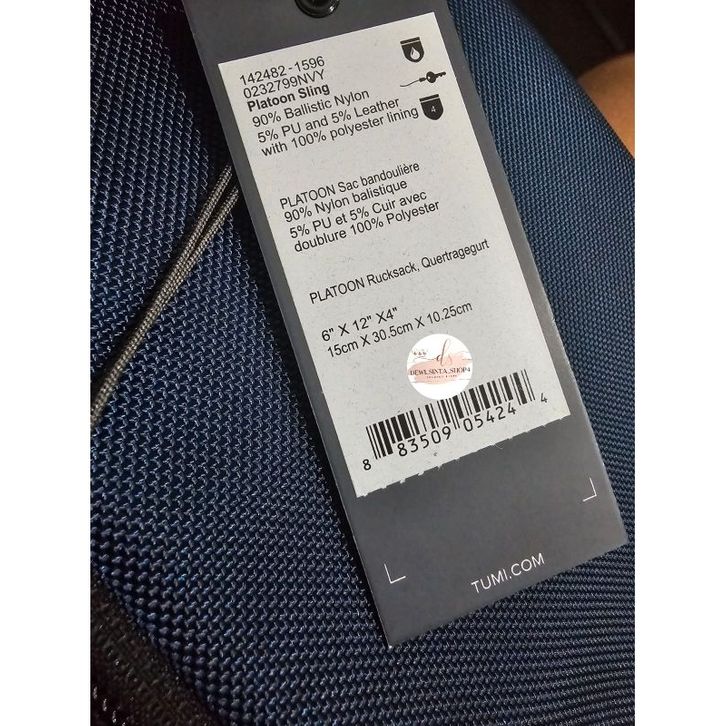 142482-1596
0232799NVY
Platoon Sling
90% Ballistic Nylon
5% PU and 5% Leather
with 100% polyester lining
4
PLATOON Sac bandoulière
90% Nylon balistique
5% PU et 5% Cuir avec
doublure 100% Polyester
PLATOON Rucksack, Quertragegurt
6" X 12" X4"
15cm X 30.5cm X 10.25cm
ds
DEWI_SINTA_SHOP4
8 83509 05424 4
TUMI.COM